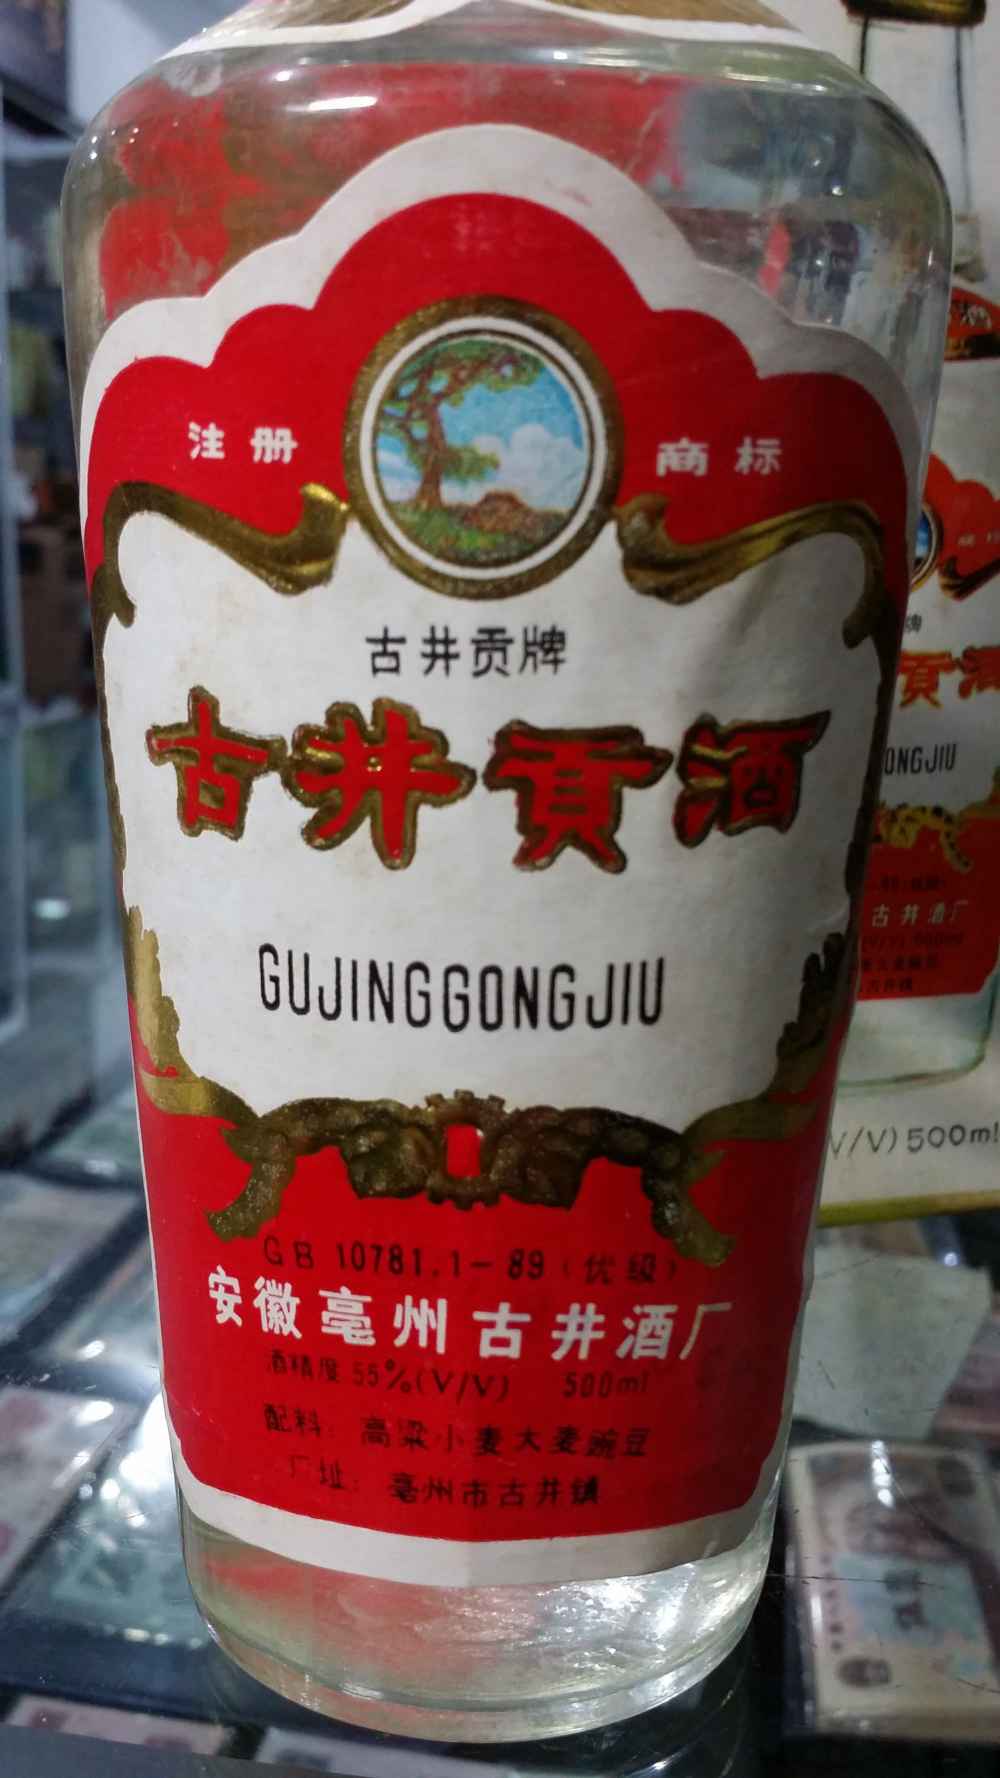 注册 商标
古井贡牌
古井贡酒
GUJINGGONGJIU
GB 10781.1-89(优级)
安徽亳州古井酒厂
酒精度 55%(V/V) 500ml
配料: 高粱小麦大麦豌豆
厂址: 亳州市古井镇
贡酒
ONGJIU
古井酒厂
V/V) 500ml